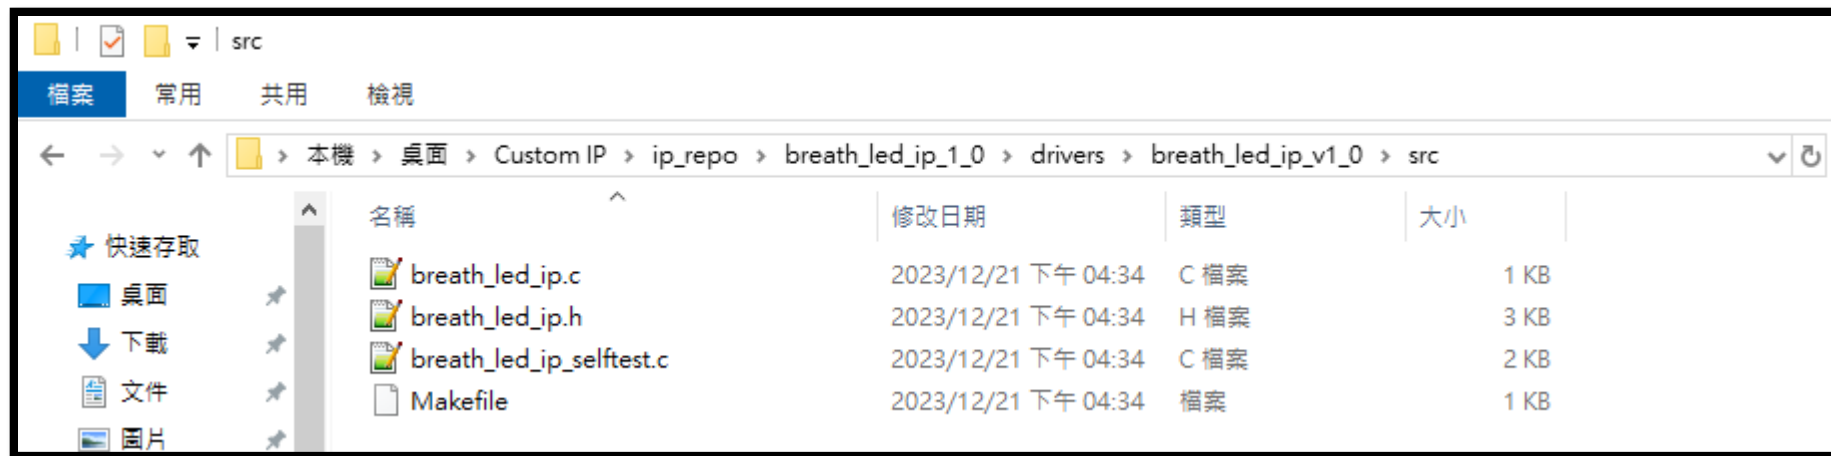 src
檔案 常用 共用 檢視
本機 > 桌面 > Custom IP > ip_repo > breath_led_ip_1_0 > drivers > breath_led_ip_v1_0 > src
名稱 修改日期 類型 大小
快速存取
桌面
下載
文件
圖片
breath_led_ip.c 2023/12/21 下午 04:34 C 檔案 1 KB
breath_led_ip.h 2023/12/21 下午 04:34 H 檔案 3 KB
breath_led_ip_selftest.c 2023/12/21 下午 04:34 C 檔案 2 KB
Makefile 2023/12/21 下午 04:34 檔案 1 KB